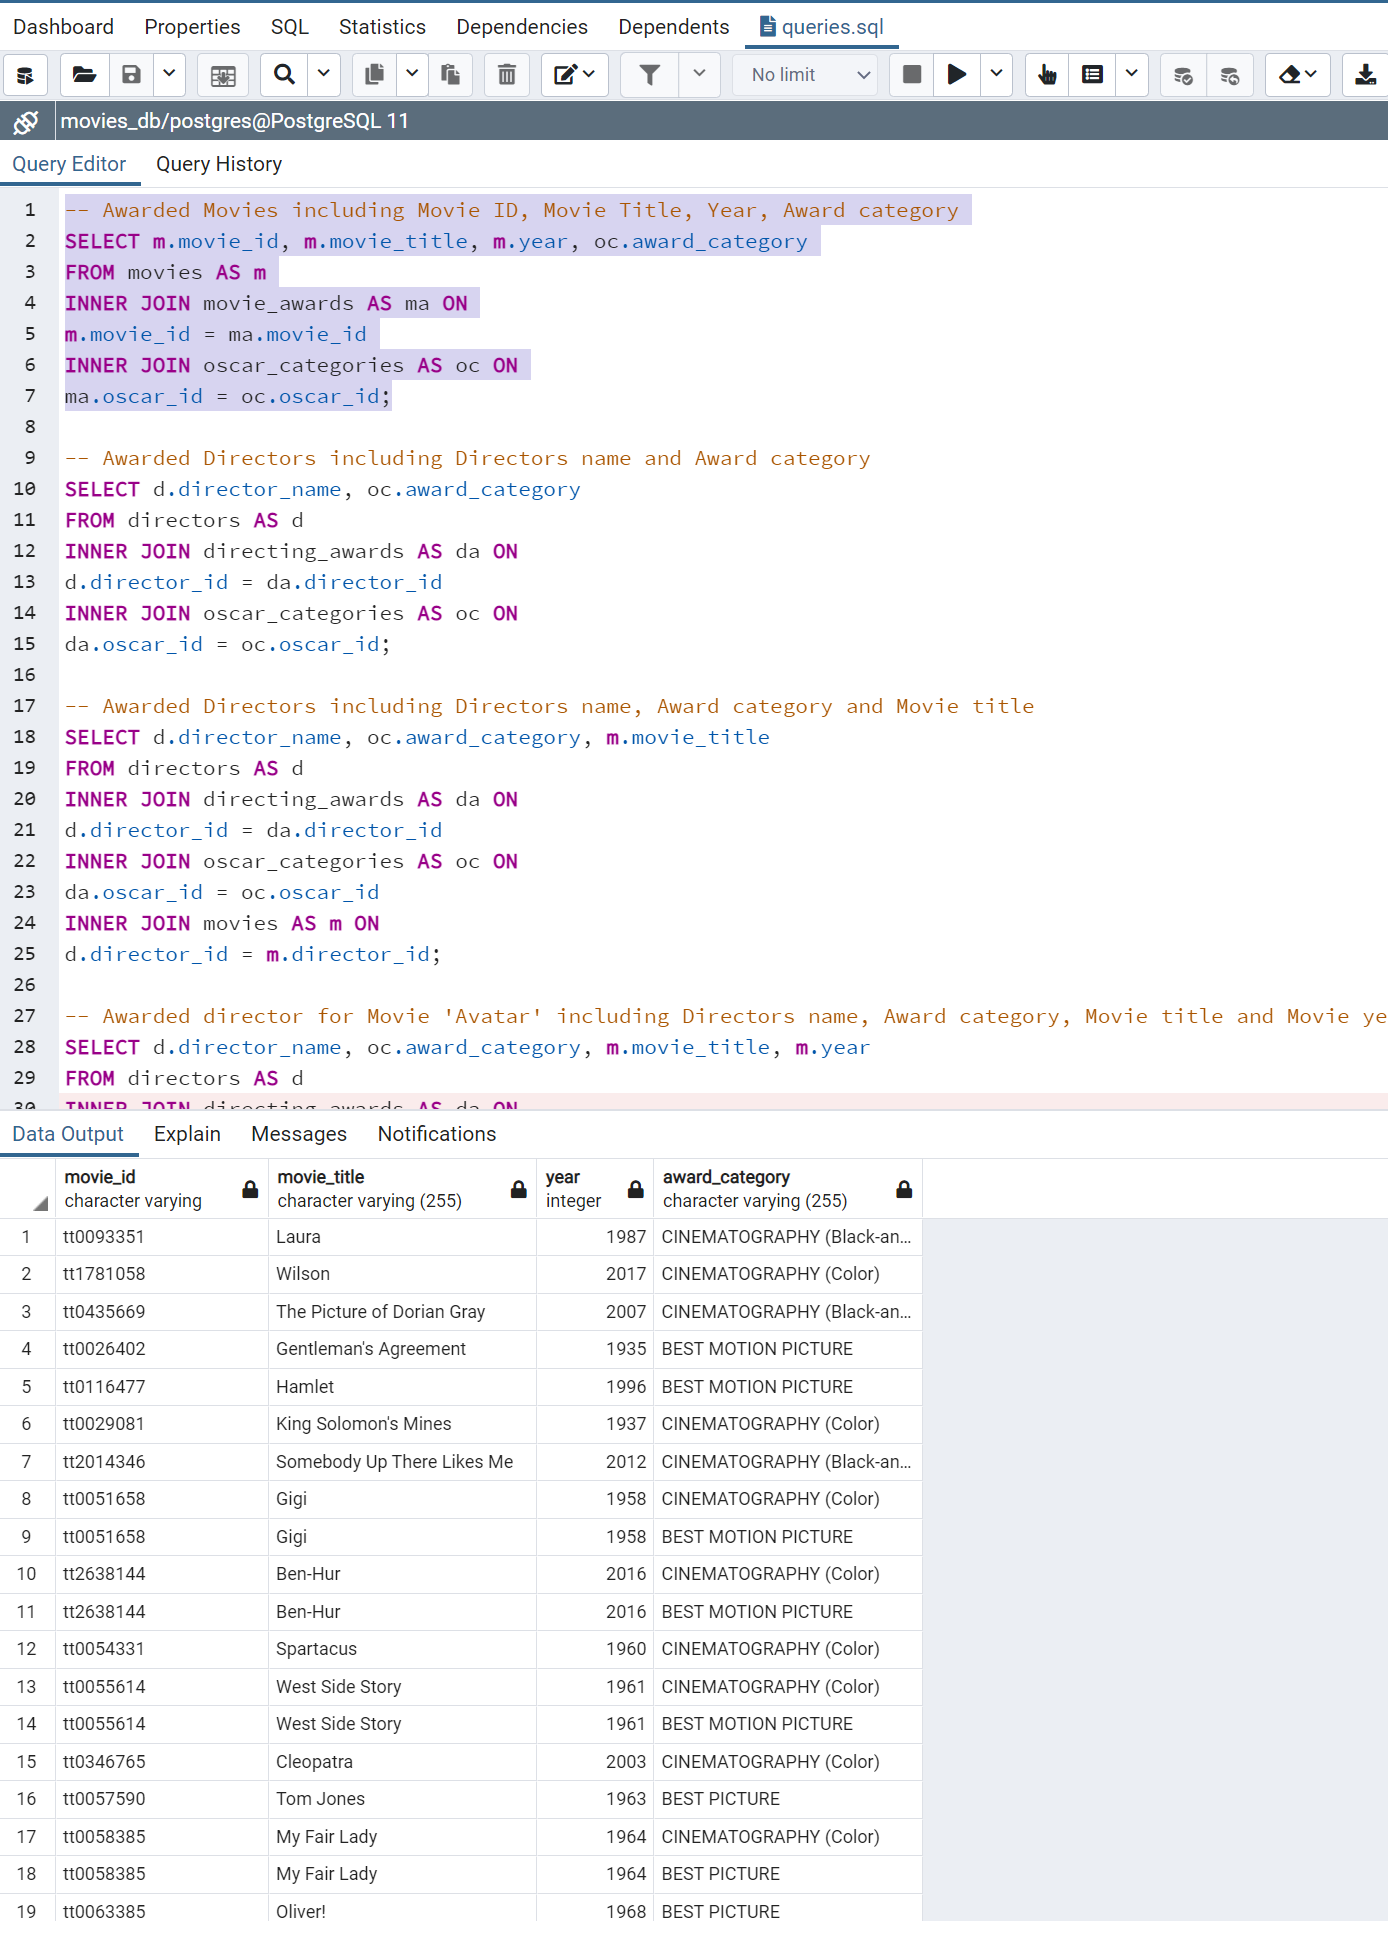 Dashboard Properties SQL Statistics Dependencies Dependents queries.sql
No limit
movies_db/postgres@PostgreSQL 11
Query Editor Query History
1 -- Awarded Movies including Movie ID, Movie Title, Year, Award category
2 SELECT m.movie_id, m.movie_title, m.year, oc.award_category
3 FROM movies AS m
4 INNER JOIN movie_awards AS ma ON
5 m.movie_id = ma.movie_id
6 INNER JOIN oscar_categories AS oc ON
7 ma.oscar_id = oc.oscar_id;
8
9 -- Awarded Directors including Directors name and Award category
10 SELECT d.director_name, oc.award_category
11 FROM directors AS d
12 INNER JOIN directing_awards AS da ON
13 d.director_id = da.director_id
14 INNER JOIN oscar_categories AS oc ON
15 da.oscar_id = oc.oscar_id;
16
17 -- Awarded Directors including Directors name, Award category and Movie title
18 SELECT d.director_name, oc.award_category, m.movie_title
19 FROM directors AS d
20 INNER JOIN directing_awards AS da ON
21 d.director_id = da.director_id
22 INNER JOIN oscar_categories AS oc ON
23 da.oscar_id = oc.oscar_id
24 INNER JOIN movies AS m ON
25 d.director_id = m.director_id;
26
27 -- Awarded director for Movie 'Avatar' including Directors name, Award category, Movie title and Movie ye
28 SELECT d.director_name, oc.award_category, m.movie_title, m.year
29 FROM directors AS d
30 INNER JOIN directing_awards AS da ON
Data Output Explain Messages Notifications
movie_id movie_title year award_category
character varying character varying (255) integer character varying (255)
1 tt0093351 Laura 1987 CINEMATOGRAPHY (Black-an...
2 tt1781058 Wilson 2017 CINEMATOGRAPHY (Color)
3 tt0435669 The Picture of Dorian Gray 2007 CINEMATOGRAPHY (Black-an...
4 tt0026402 Gentleman's Agreement 1935 BEST MOTION PICTURE
5 tt0116477 Hamlet 1996 BEST MOTION PICTURE
6 tt0029081 King Solomon's Mines 1937 CINEMATOGRAPHY (Color)
7 tt2014346 Somebody Up There Likes Me 2012 CINEMATOGRAPHY (Black-an...
8 tt0051658 Gigi 1958 CINEMATOGRAPHY (Color)
9 tt0051658 Gigi 1958 BEST MOTION PICTURE
10 tt2638144 Ben-Hur 2016 CINEMATOGRAPHY (Color)
11 tt2638144 Ben-Hur 2016 BEST MOTION PICTURE
12 tt0054331 Spartacus 1960 CINEMATOGRAPHY (Color)
13 tt0055614 West Side Story 1961 CINEMATOGRAPHY (Color)
14 tt0055614 West Side Story 1961 BEST MOTION PICTURE
15 tt0346765 Cleopatra 2003 CINEMATOGRAPHY (Color)
16 tt0057590 Tom Jones 1963 BEST PICTURE
17 tt0058385 My Fair Lady 1964 CINEMATOGRAPHY (Color)
18 tt0058385 My Fair Lady 1964 BEST PICTURE
19 tt0063385 Oliver! 1968 BEST PICTURE